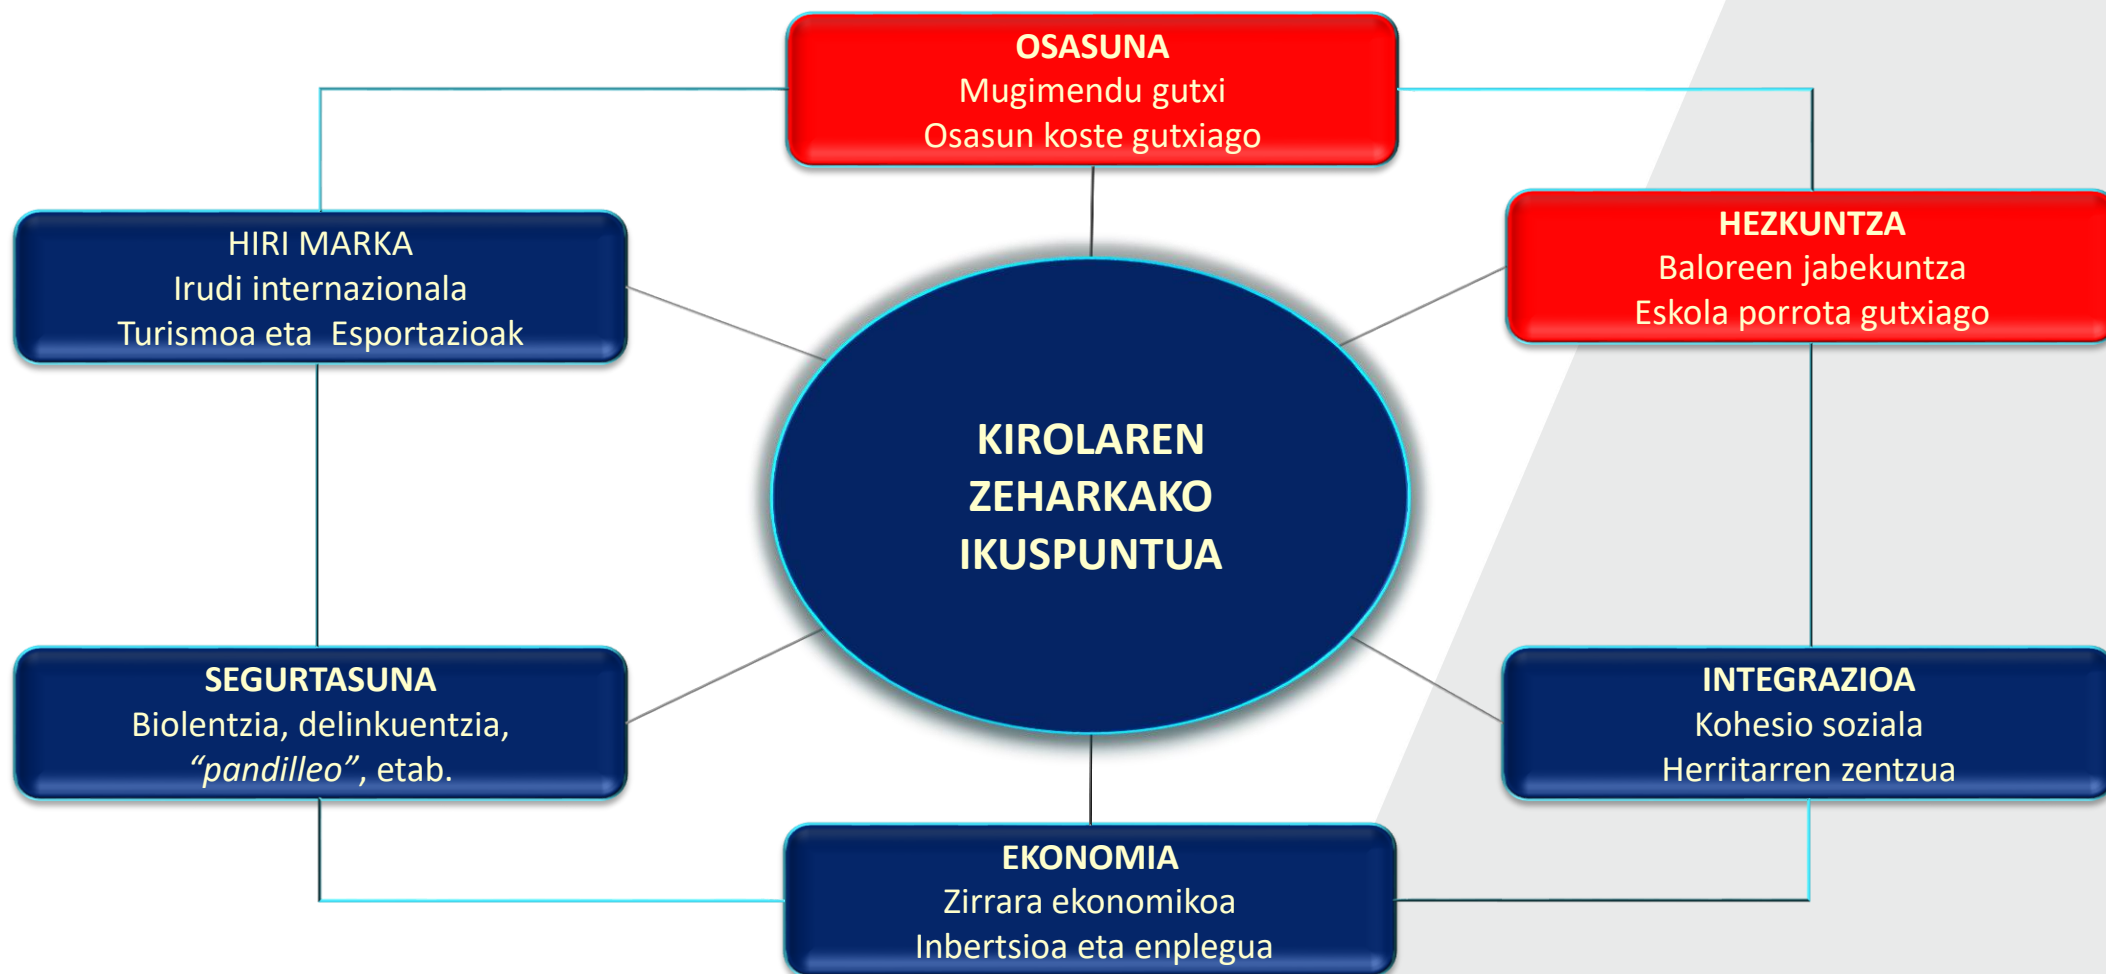 OSASUNA
Mugimendu gutxi
Osasun koste gutxiago
HEZKUNTZA
Baloreen jabekuntza
Eskola porrota gutxiago
HIRI MARKA
Irudi internazionala
Turismoa eta  Esportazioak
KIROLAREN
ZEHARKAKO
IKUSPUNTUA
SEGURTASUNA
Biolentzia, delinkuentzia,
“pandilleo”, etab.
INTEGRAZIOA
Kohesio soziala
Herritarren zentzua
EKONOMIA
Zirrara ekonomikoa
Inbertsioa eta enplegua